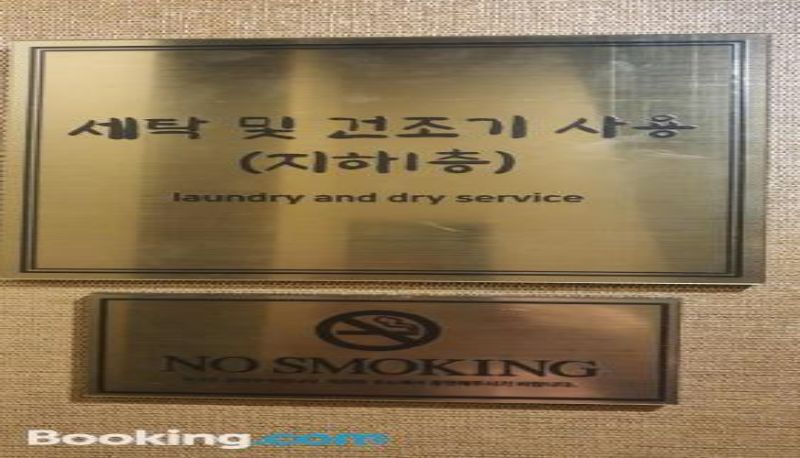 세탁 및 건조기 사용
(지하1층)
laundry and dry service
NO SMOKING
Booking.com